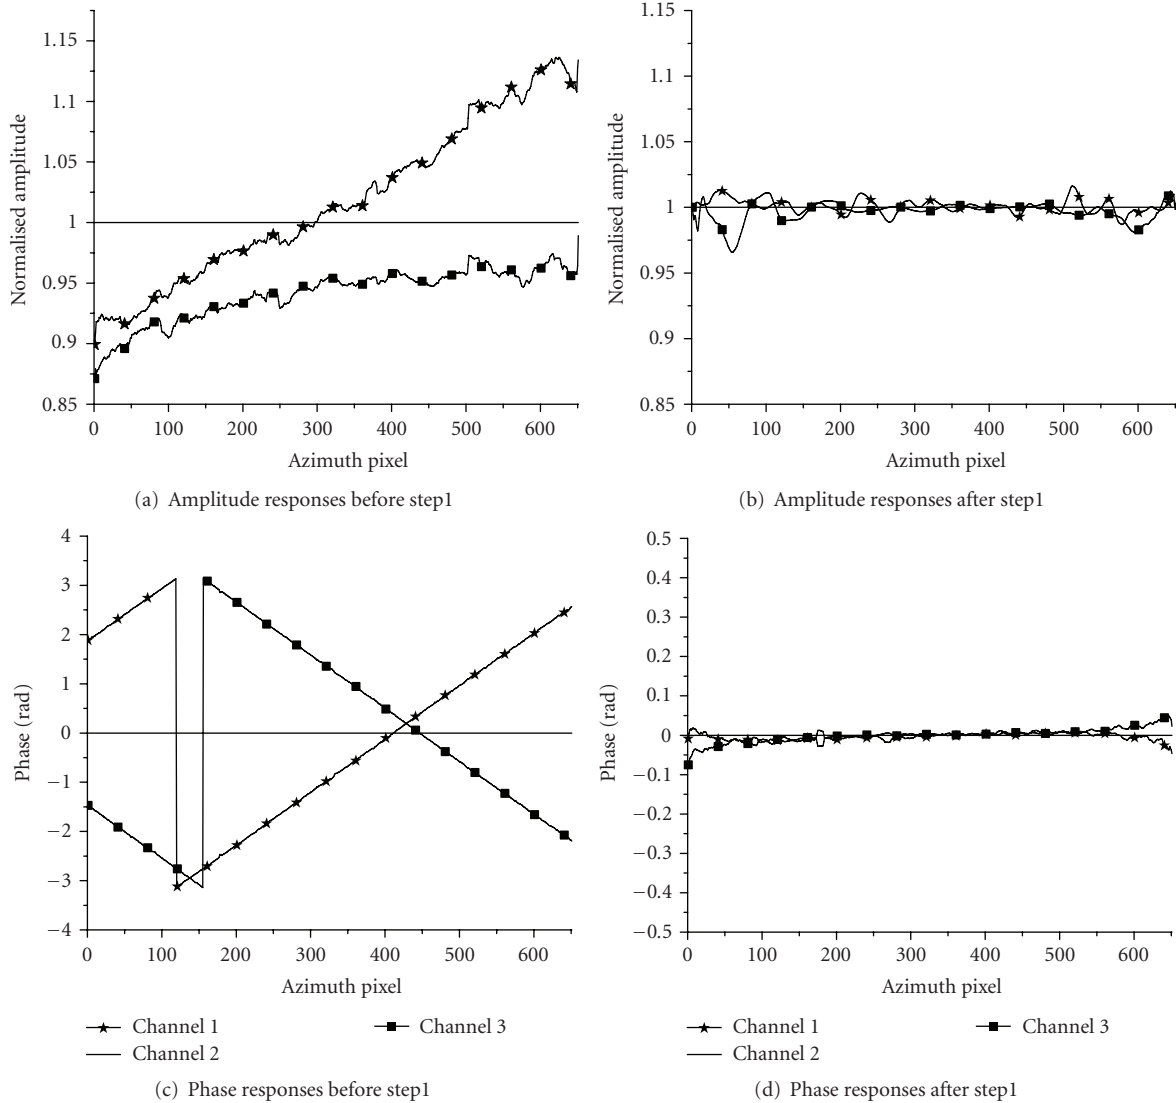 1.15
1.1
1.05
1
0.95
0.9
0.85
Normalised amplitude
0 100 200 300 400 500 600
Azimuth pixel
(a) Amplitude responses before step1
1.15
1.1
1.05
1
0.95
0.9
0.85
Normalised amplitude
0 100 200 300 400 500 600
Azimuth pixel
(b) Amplitude responses after step1
4
3
2
1
0
−1
−2
−3
−4
Phase (rad)
0 100 200 300 400 500 600
Azimuth pixel
Channel 1
Channel 2
Channel 3
(c) Phase responses before step1
0.5
0.4
0.3
0.2
0.1
0
−0.1
−0.2
−0.3
−0.4
−0.5
Phase (rad)
0 100 200 300 400 500 600
Azimuth pixel
Channel 1
Channel 2
Channel 3
(d) Phase responses after step1